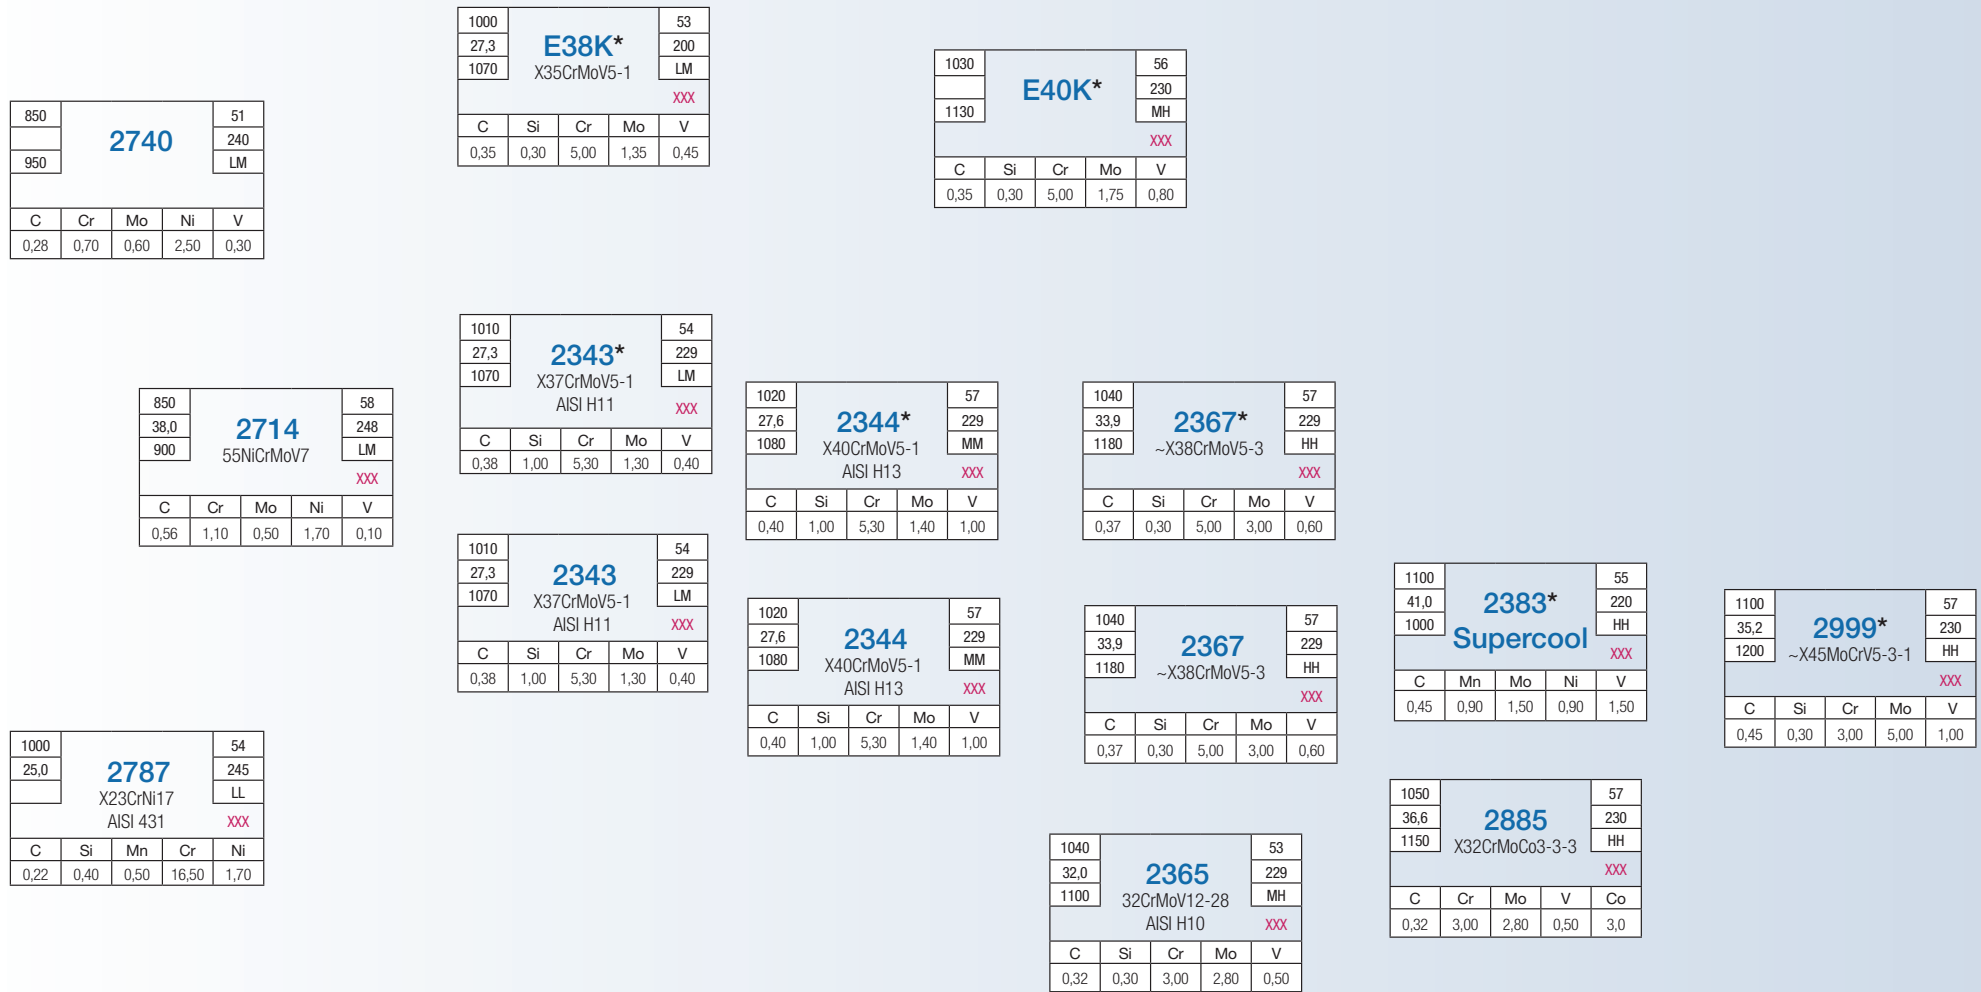 1000 53
27,3 E38K* 200
1070 X35CrMoV5-1 LM
XXX
C Si Cr Mo V
0,35 0,30 5,00 1,35 0,45
1030 56
E40K* 230
1130 MH
XXX
C Si Cr Mo V
0,35 0,30 5,00 1,75 0,80
850 51
2740 240
950 LM
C Cr Mo Ni V
0,28 0,70 0,60 2,50 0,30
1010 54
27,3 2343* 229
1070 X37CrMoV5-1 LM
AISI H11 XXX
C Si Cr Mo V
0,38 1,00 5,30 1,30 0,40
850 58
38,0 2714 248
900 55NiCrMoV7 LM
XXX
C Cr Mo Ni V
0,56 1,10 0,50 1,70 0,10
1020 57
27,6 2344* 229
1080 X40CrMoV5-1 MM
AISI H13 XXX
C Si Cr Mo V
0,40 1,00 5,30 1,40 1,00
1040 57
33,9 2367* 229
1180 ~X38CrMoV5-3 HH
XXX
C Si Cr Mo V
0,37 0,30 5,00 3,00 0,60
1010 54
27,3 2343 229
1070 X37CrMoV5-1 LM
AISI H11 XXX
C Si Cr Mo V
0,38 1,00 5,30 1,30 0,40
1020 57
27,6 2344 229
1080 X40CrMoV5-1 MM
AISI H13 XXX
C Si Cr Mo V
0,40 1,00 5,30 1,40 1,00
1040 57
33,9 2367 229
1180 ~X38CrMoV5-3 HH
XXX
C Si Cr Mo V
0,37 0,30 5,00 3,00 0,60
1100 55
41,0 2383* 220
1000 Supercool HH
XXX
C Mn Mo Ni V
0,45 0,90 1,50 0,90 1,50
1100 57
35,2 2999* 230
1200 ~X45MoCrV5-3-1 HH
XXX
C Si Cr Mo V
0,45 0,30 3,00 5,00 1,00
1000 54
25,0 2787 245
X23CrNi17 LL
AISI 431 XXX
C Si Mn Cr Ni
0,22 0,40 0,50 16,50 1,70
1050 57
36,6 2885 230
1150 X32CrMoCo3-3-3 HH
XXX
C Cr Mo V Co
0,32 3,00 2,80 0,50 3,0
1040 53
32,0 2365 229
1100 32CrMoV12-28 MH
AISI H10 XXX
C Si Cr Mo V
0,32 0,30 3,00 2,80 0,50